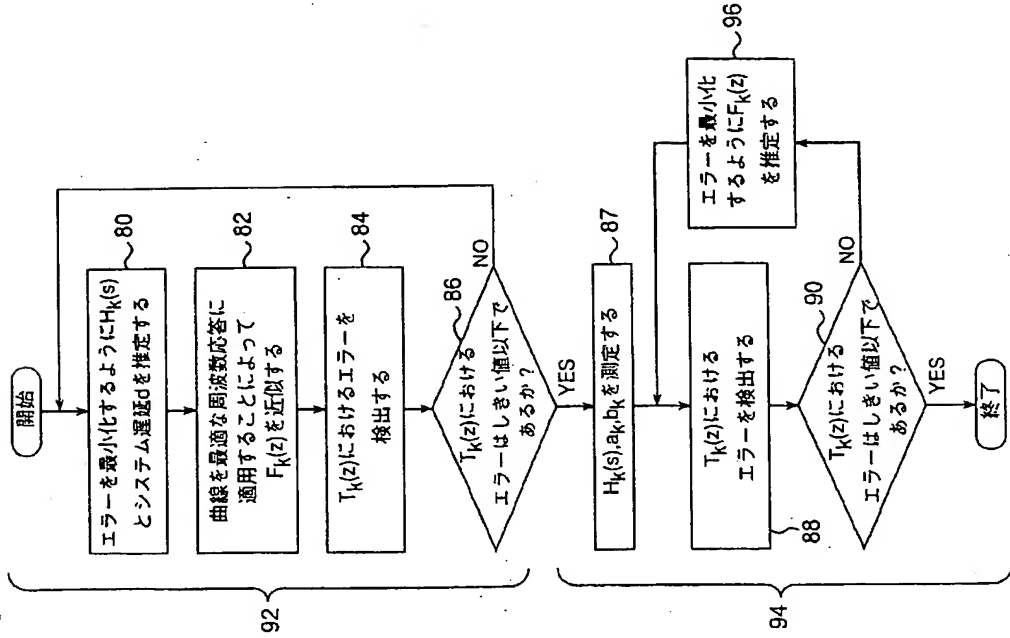 開始
エラーを最小化するようにHk(s)
とシステム遅延dを推定する
80
曲線を最適な周波数応答に
適用することによって
Fk(z)を近似する
82
Tk(z)におけるエラーを
検出する
84
Tk(z)における
エラーはしきい値以下で
あるか?
86
NO
YES
92
Hk(s),ak,bkを測定する
87
Tk(z)における
エラーを検出する
88
Tk(z)における
エラーはしきい値以下で
あるか?
90
NO
YES
エラーを最小化
するようにFk(z)
を推定する
96
94
終了